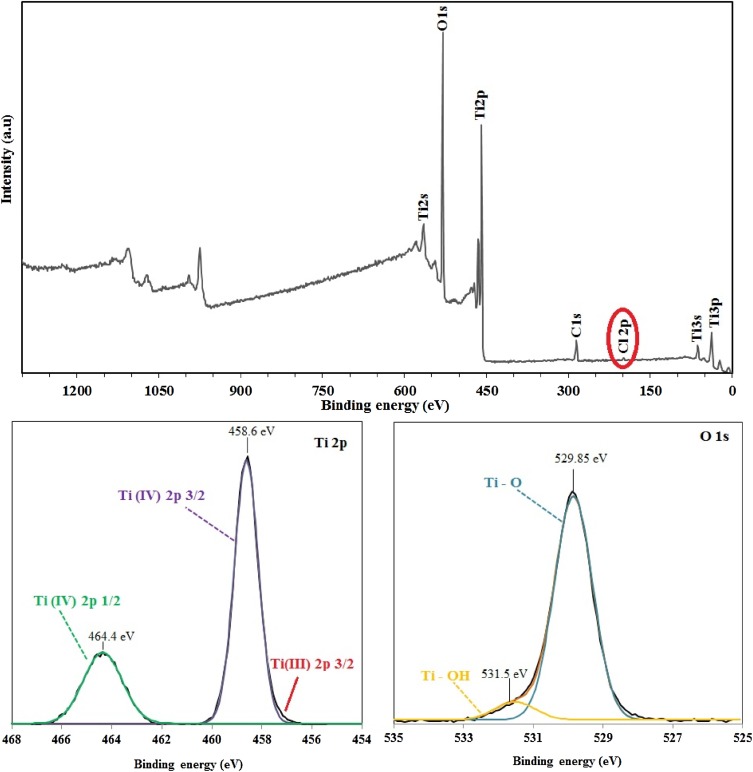 Intensity (a.u)
O1s
Ti2p
Ti2s
C1s
Cl 2p
Ti3s
Ti3p
1200 1050 900 750 600 450 300 150 0
Binding energy (eV)
458.6 eV
Ti 2p
Ti (IV) 2p 3/2
Ti (IV) 2p 1/2
464.4 eV
Ti(III) 2p 3/2
468 466 464 462 460 458 456 454
Binding energy (eV)
O 1s
529.85 eV
Ti - O
Ti - OH
531.5 eV
535 533 531 529 527 525
Binding energy (eV)